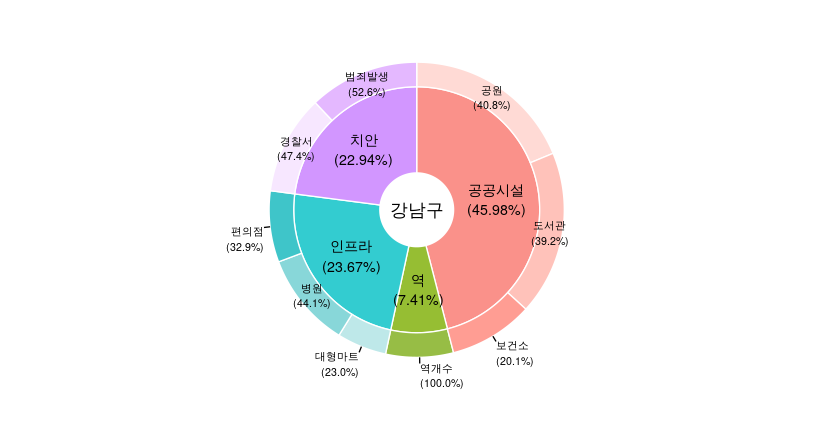 범죄발생
(52.6%)
공원
(40.8%)
경찰서
(47.4%)
치안
(22.94%)
공공시설
(45.98%)
강남구
도서관
(39.2%)
편의점
(32.9%)
인프라
(23.67%)
역
(7.41%)
병원
(44.1%)
보건소
(20.1%)
대형마트
(23.0%)
역개수
(100.0%)